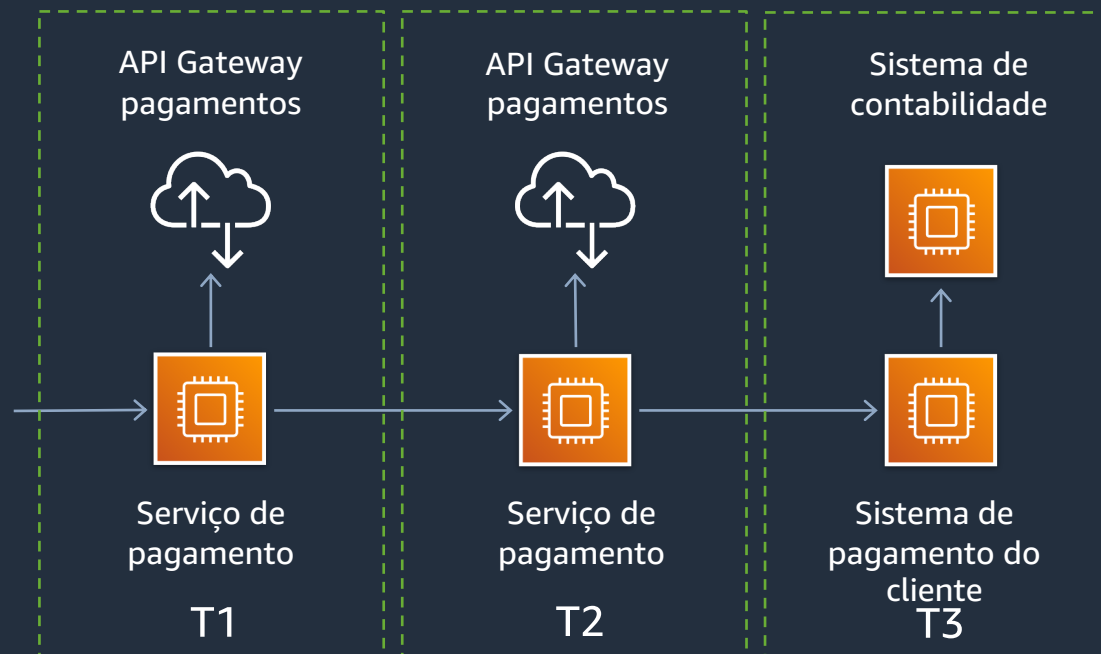 API Gateway
pagamentos
API Gateway
pagamentos
Sistema de
contabilidade
Serviço de
pagamento
T1
Serviço de
pagamento
T2
Sistema de
pagamento do
cliente
T3